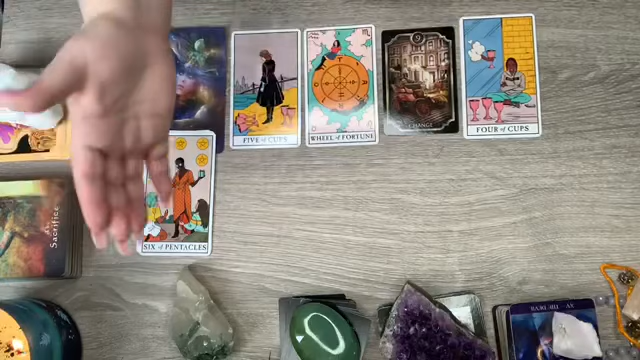 FIVE of CUPS
WHEEL of FORTUNE
CHANGE
FOUR of CUPS
SIX of PENTACLES
Sacrifice